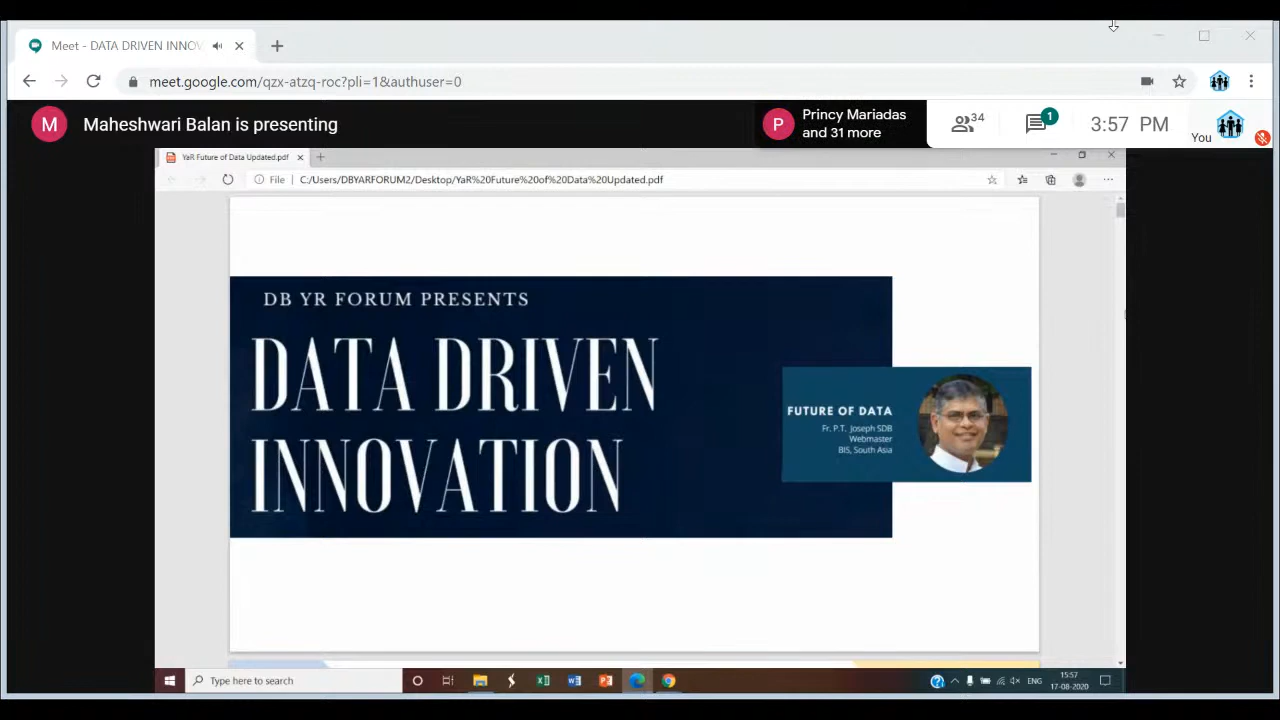 Meet - DATA DRIVEN INNOV
meet.google.com/qzx-atzq-roc?pli=1&authuser=0
M
Maheshwari Balan is presenting
P
Princy Mariadas
and 31 more
34
1
3:57 PM
You
YaR Future of Data Updated.pdf
File
C:/Users/DBYARFORUM2/Desktop/YaR%20Future%20of%20Data%20Updated.pdf
DB YR FORUM PRESENTS
DATA DRIVEN
INNOVATION
FUTURE OF DATA
Fr. P.T. Joseph SDB
Webmaster
BIS, South Asia
Type here to search
ENG
15:57
17-08-2020